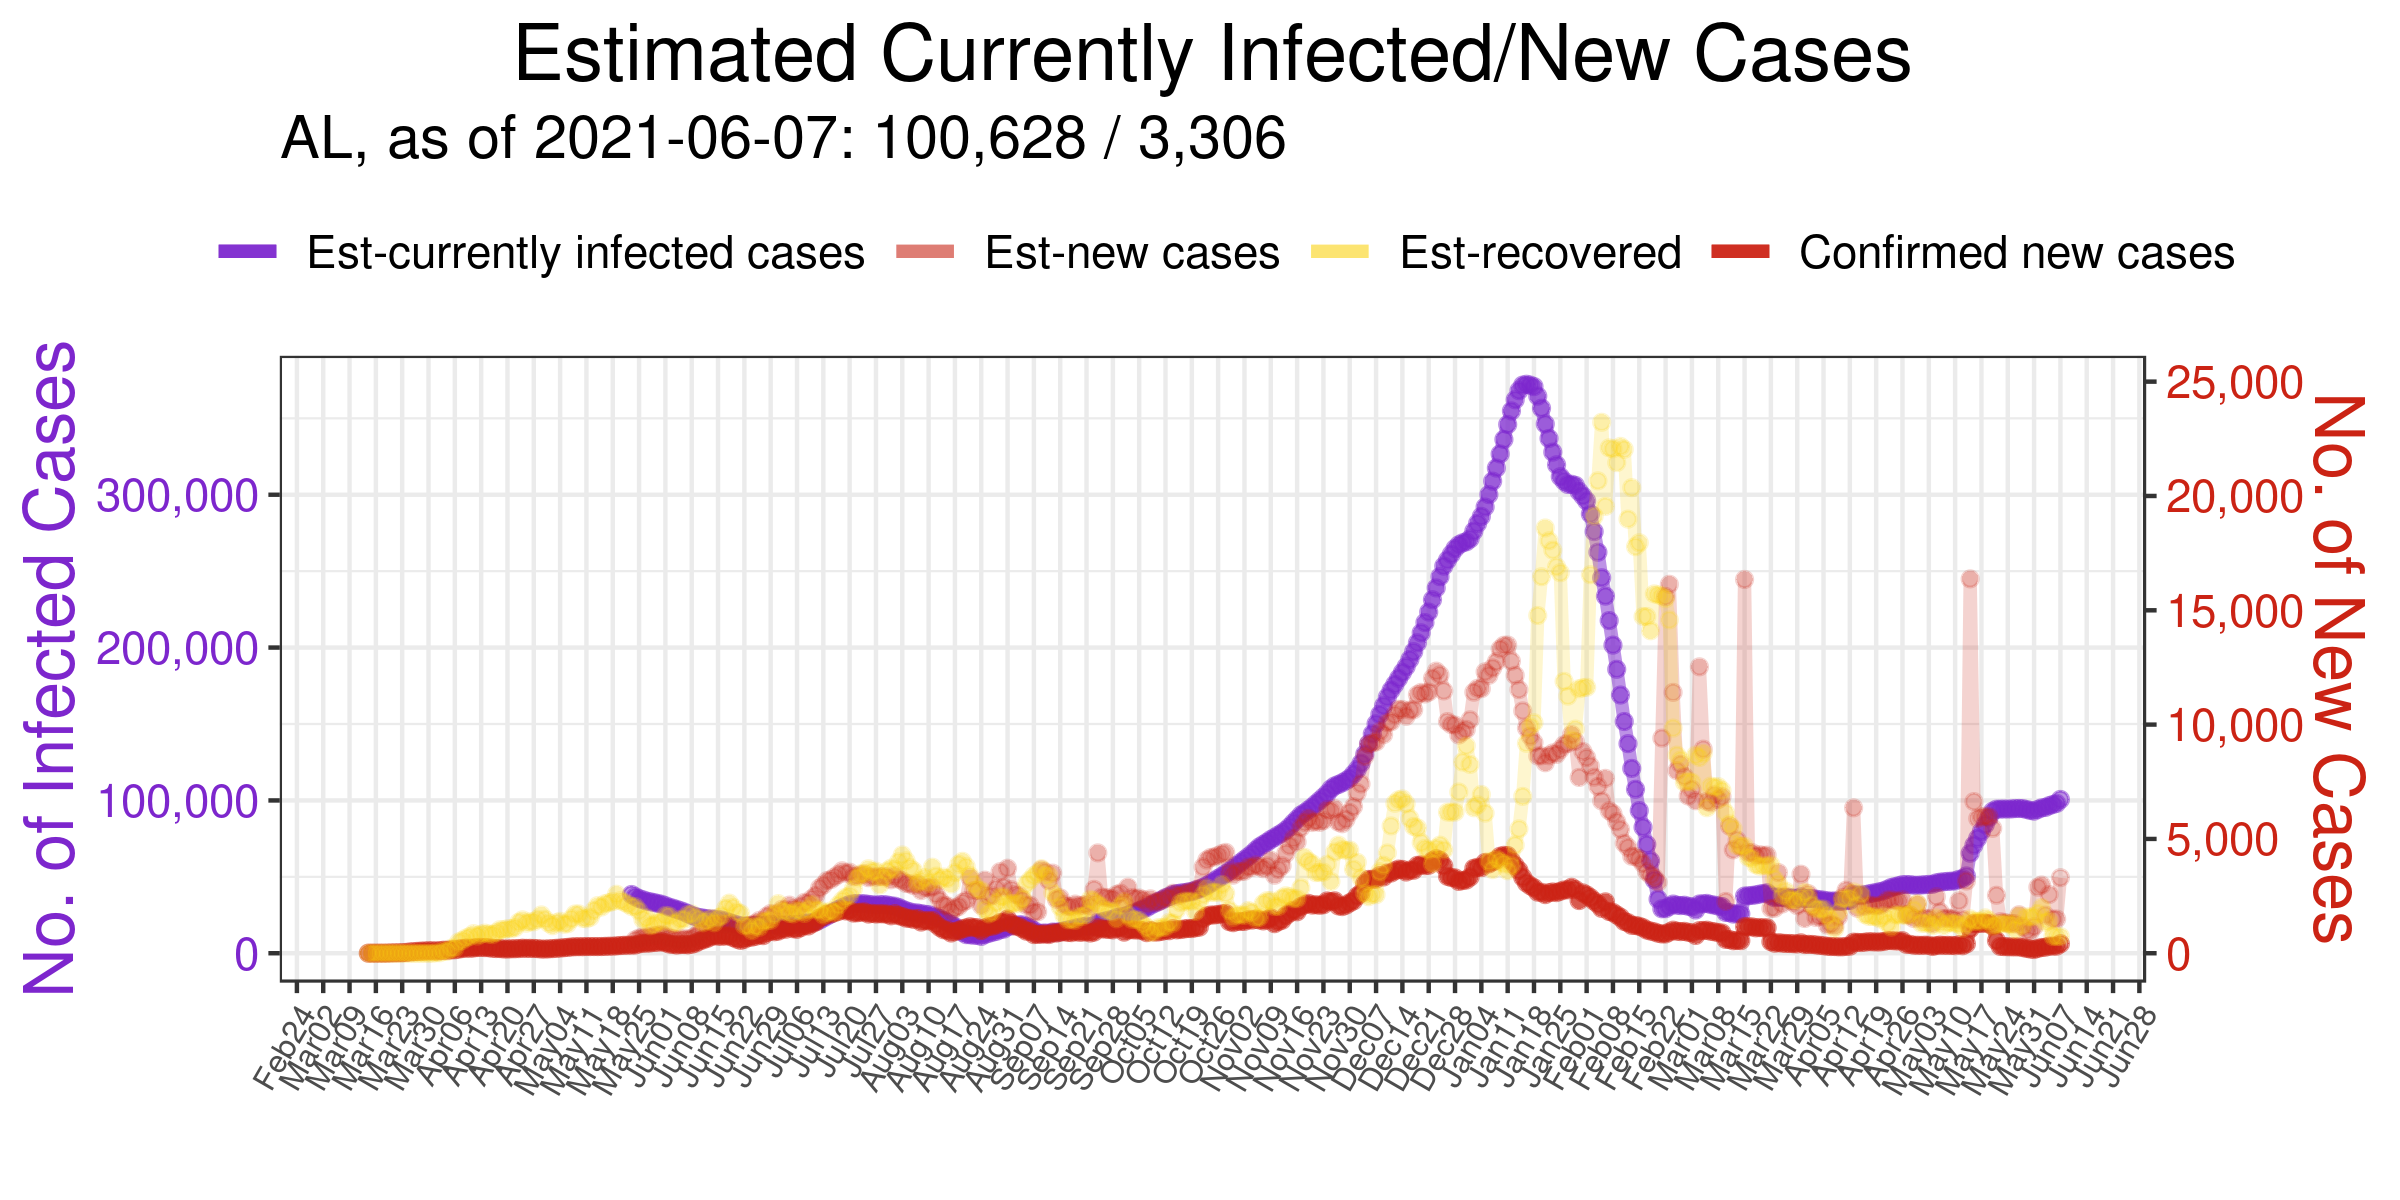 Estimated Currently Infected/New Cases
AL, as of 2021-06-07: 100,628 / 3,306
Est-currently infected cases Est-new cases Est-recovered Confirmed new cases
No. of Infected Cases
300,000
200,000
100,000
0
25,000
20,000
15,000
10,000
5,000
0
No. of New Cases
Feb24 Mar02 Mar09 Mar16 Mar23 Mar30 Apr06 Apr13 Apr20 Apr27 May04 May11 May18 May25 Jun01 Jun08 Jun15 Jun22 Jun29 Jul06 Jul13 Jul20 Jul27 Aug03 Aug10 Aug17 Aug24 Aug31 Sep07 Sep14 Sep21 Sep28 Oct05 Oct12 Oct19 Oct26 Nov02 Nov09 Nov16 Nov23 Nov30 Dec07 Dec14 Dec21 Dec28 Jan04 Jan11 Jan18 Jan25 Feb01 Feb08 Feb15 Feb22 Mar01 Mar08 Mar15 Mar22 Mar29 Apr05 Apr12 Apr19 Apr26 May03 May10 May17 May24 May31 Jun07 Jun14 Jun21 Jun28